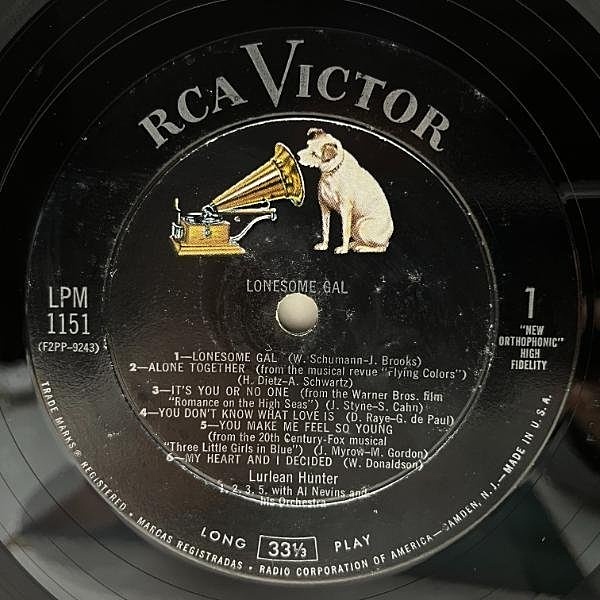 RCA VICTOR
LONESOME GAL
LPM
1151
(F2PP-9243)
1
"NEW
ORTHOPHONIC"
HIGH
FIDELITY
1—LONESOME GAL (W. Schumann–J. Brooks)
2—ALONE TOGETHER (from the musical revue "Flying Colors")
(H. Dietz–A. Schwartz)
3—IT'S YOU OR NO ONE (from the Warner Bros. film
"Romance on the High Seas") (J. Styne–S. Cahn)
4—YOU DON'T KNOW WHAT LOVE IS (D. Raye–G. de Paul)
5—YOU MAKE ME FEEL SO YOUNG
(from the 20th Century-Fox musical
"Three Little Girls in Blue") (J. Myrow–M. Gordon)
6—MY HEART AND I DECIDED (W. Donaldson)
Lurlean Hunter
1, 2, 3, 5, with Al Nevins and
his Orchestra
LONG 33⅓ PLAY
TRADE MARKS ® REGISTERED • MARCAS REGISTRADAS • RADIO CORPORATION OF AMERICA—CAMDEN, N.J.—MADE IN U.S.A.